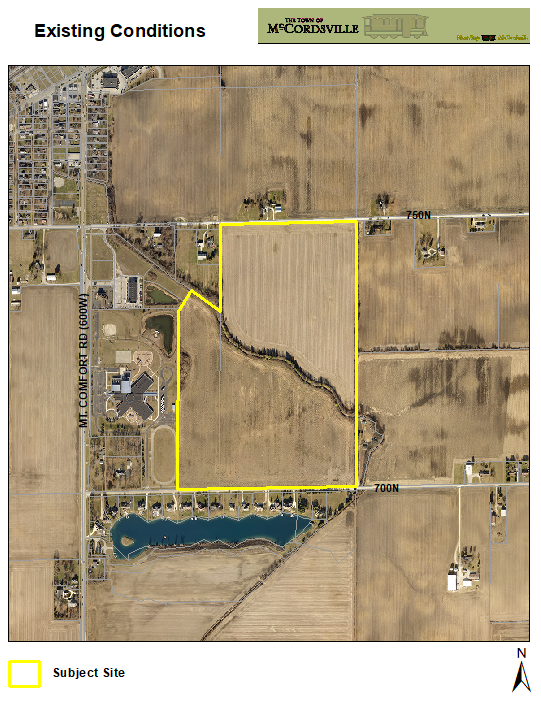 Existing Conditions
THE TOWN OF
MCCORDSVILLE
750N
MT. COMFORT RD (600W)
700N
Subject Site
N